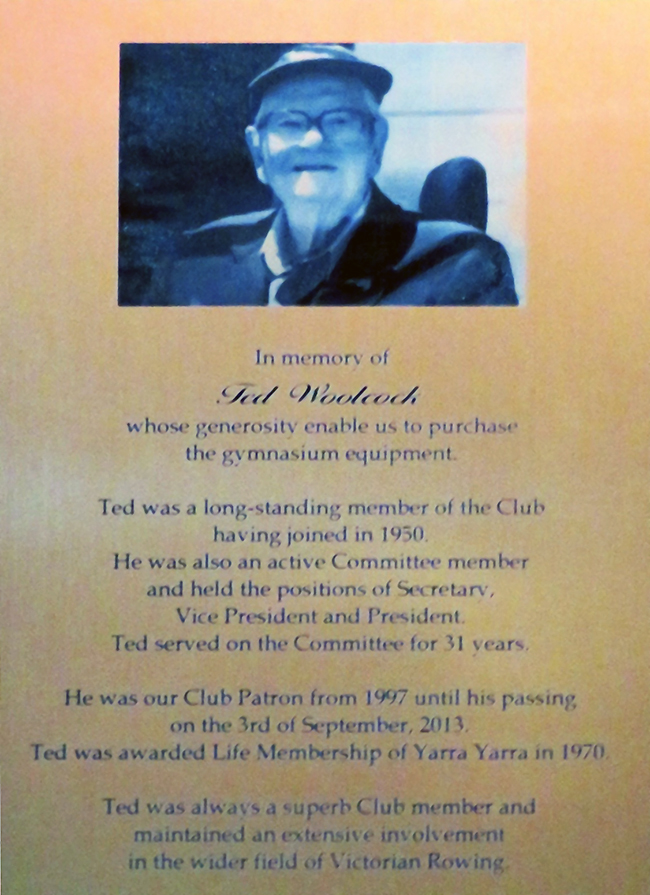 In memory of
Ted Woolcock
whose generosity enable us to purchase
the gymnasium equipment.
Ted was a long-standing member of the Club
having joined in 1950.
He was also an active Committee member
and held the positions of Secretary,
Vice President and President.
Ted served on the Committee for 31 years.
He was our Club Patron from 1997 until his passing
on the 3rd of September, 2013.
Ted was awarded Life Membership of Yarra Yarra in 1970.
Ted was always a superb Club member and
maintained an extensive involvement
in the wider field of Victorian Rowing.